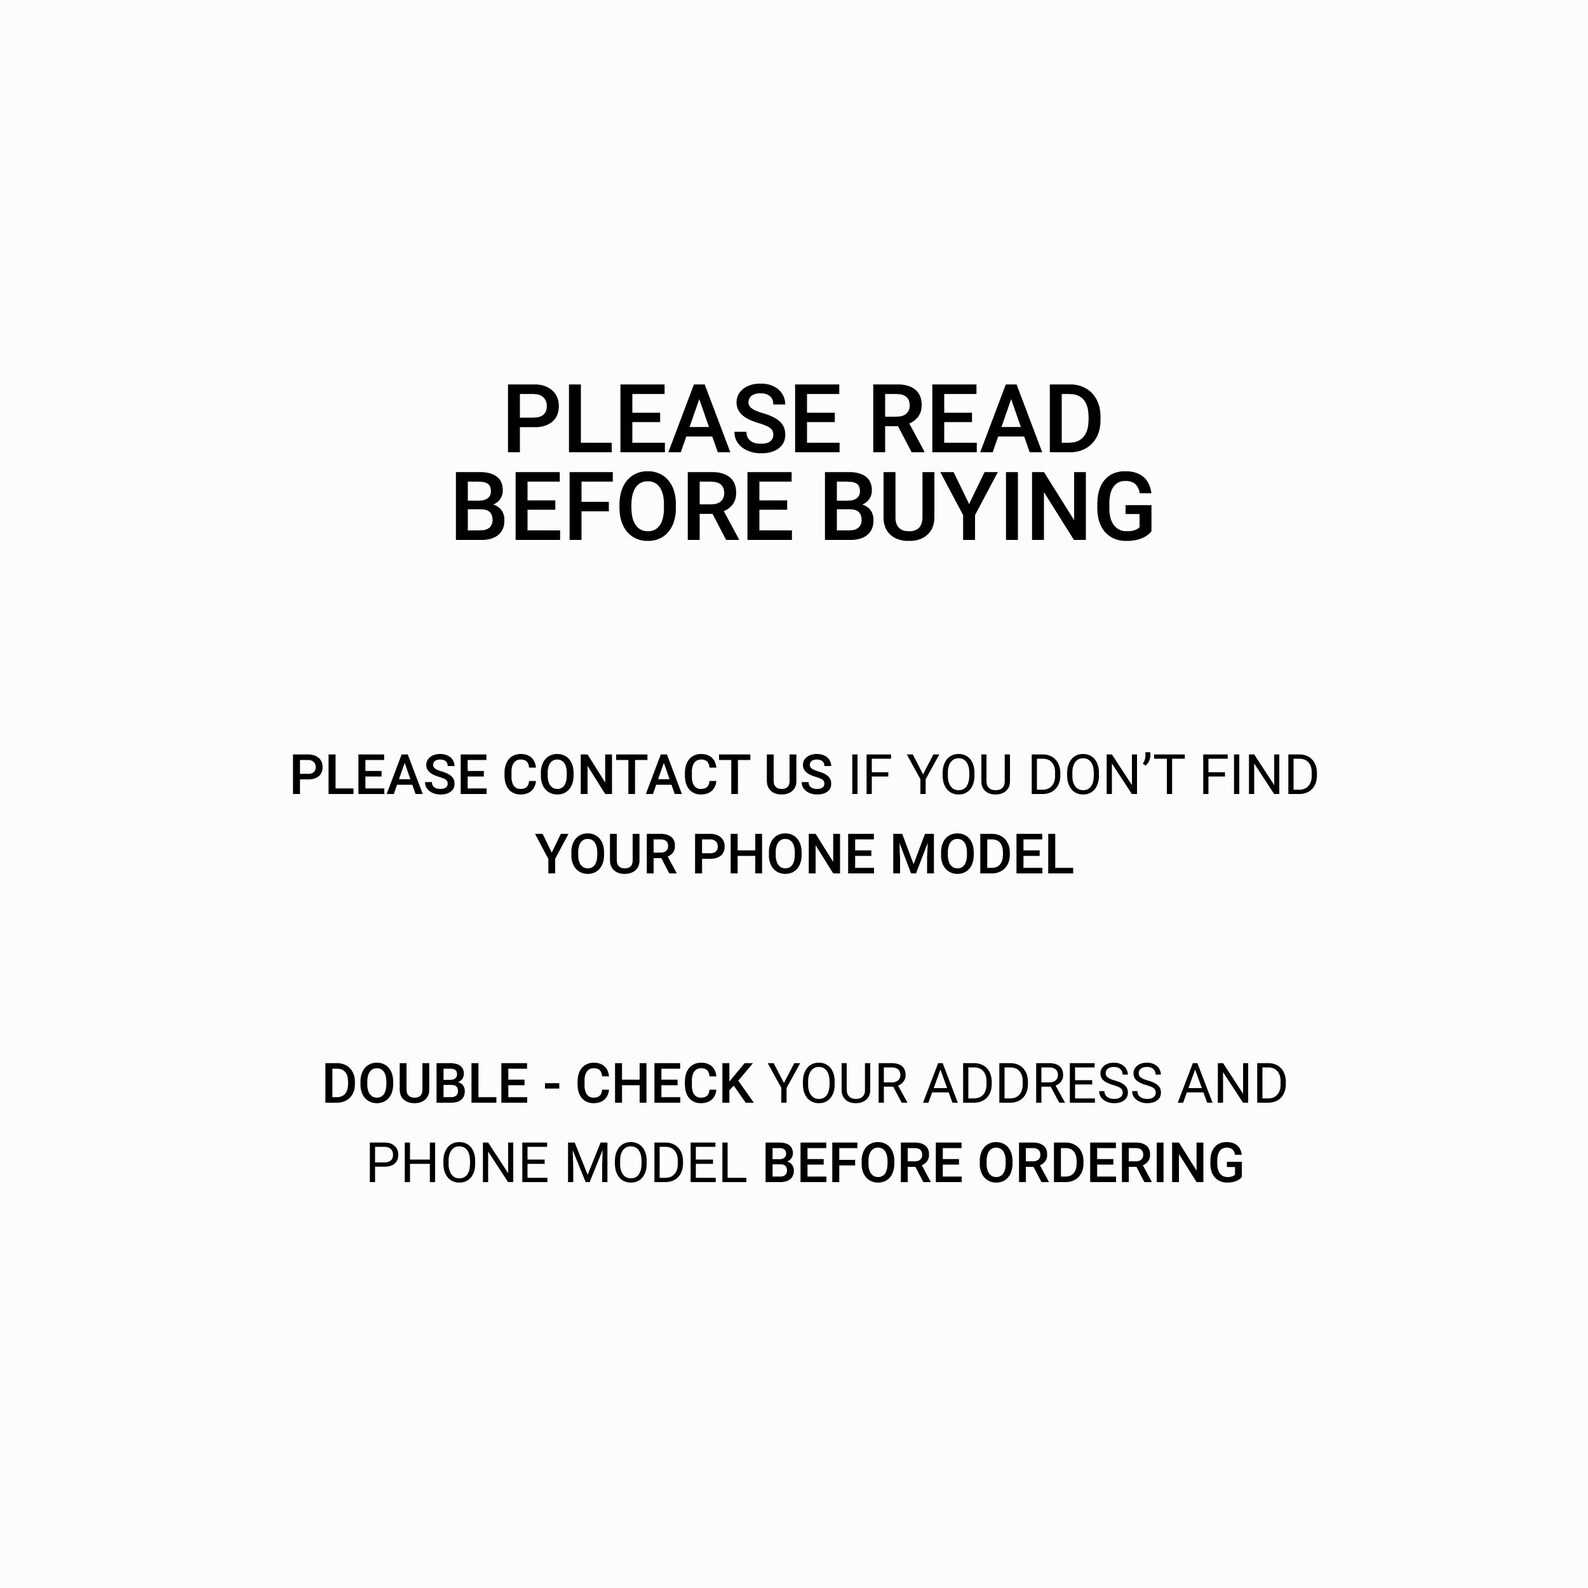 PLEASE READ
BEFORE BUYING
PLEASE CONTACT US IF YOU DON’T FIND
YOUR PHONE MODEL
DOUBLE - CHECK YOUR ADDRESS AND
PHONE MODEL BEFORE ORDERING